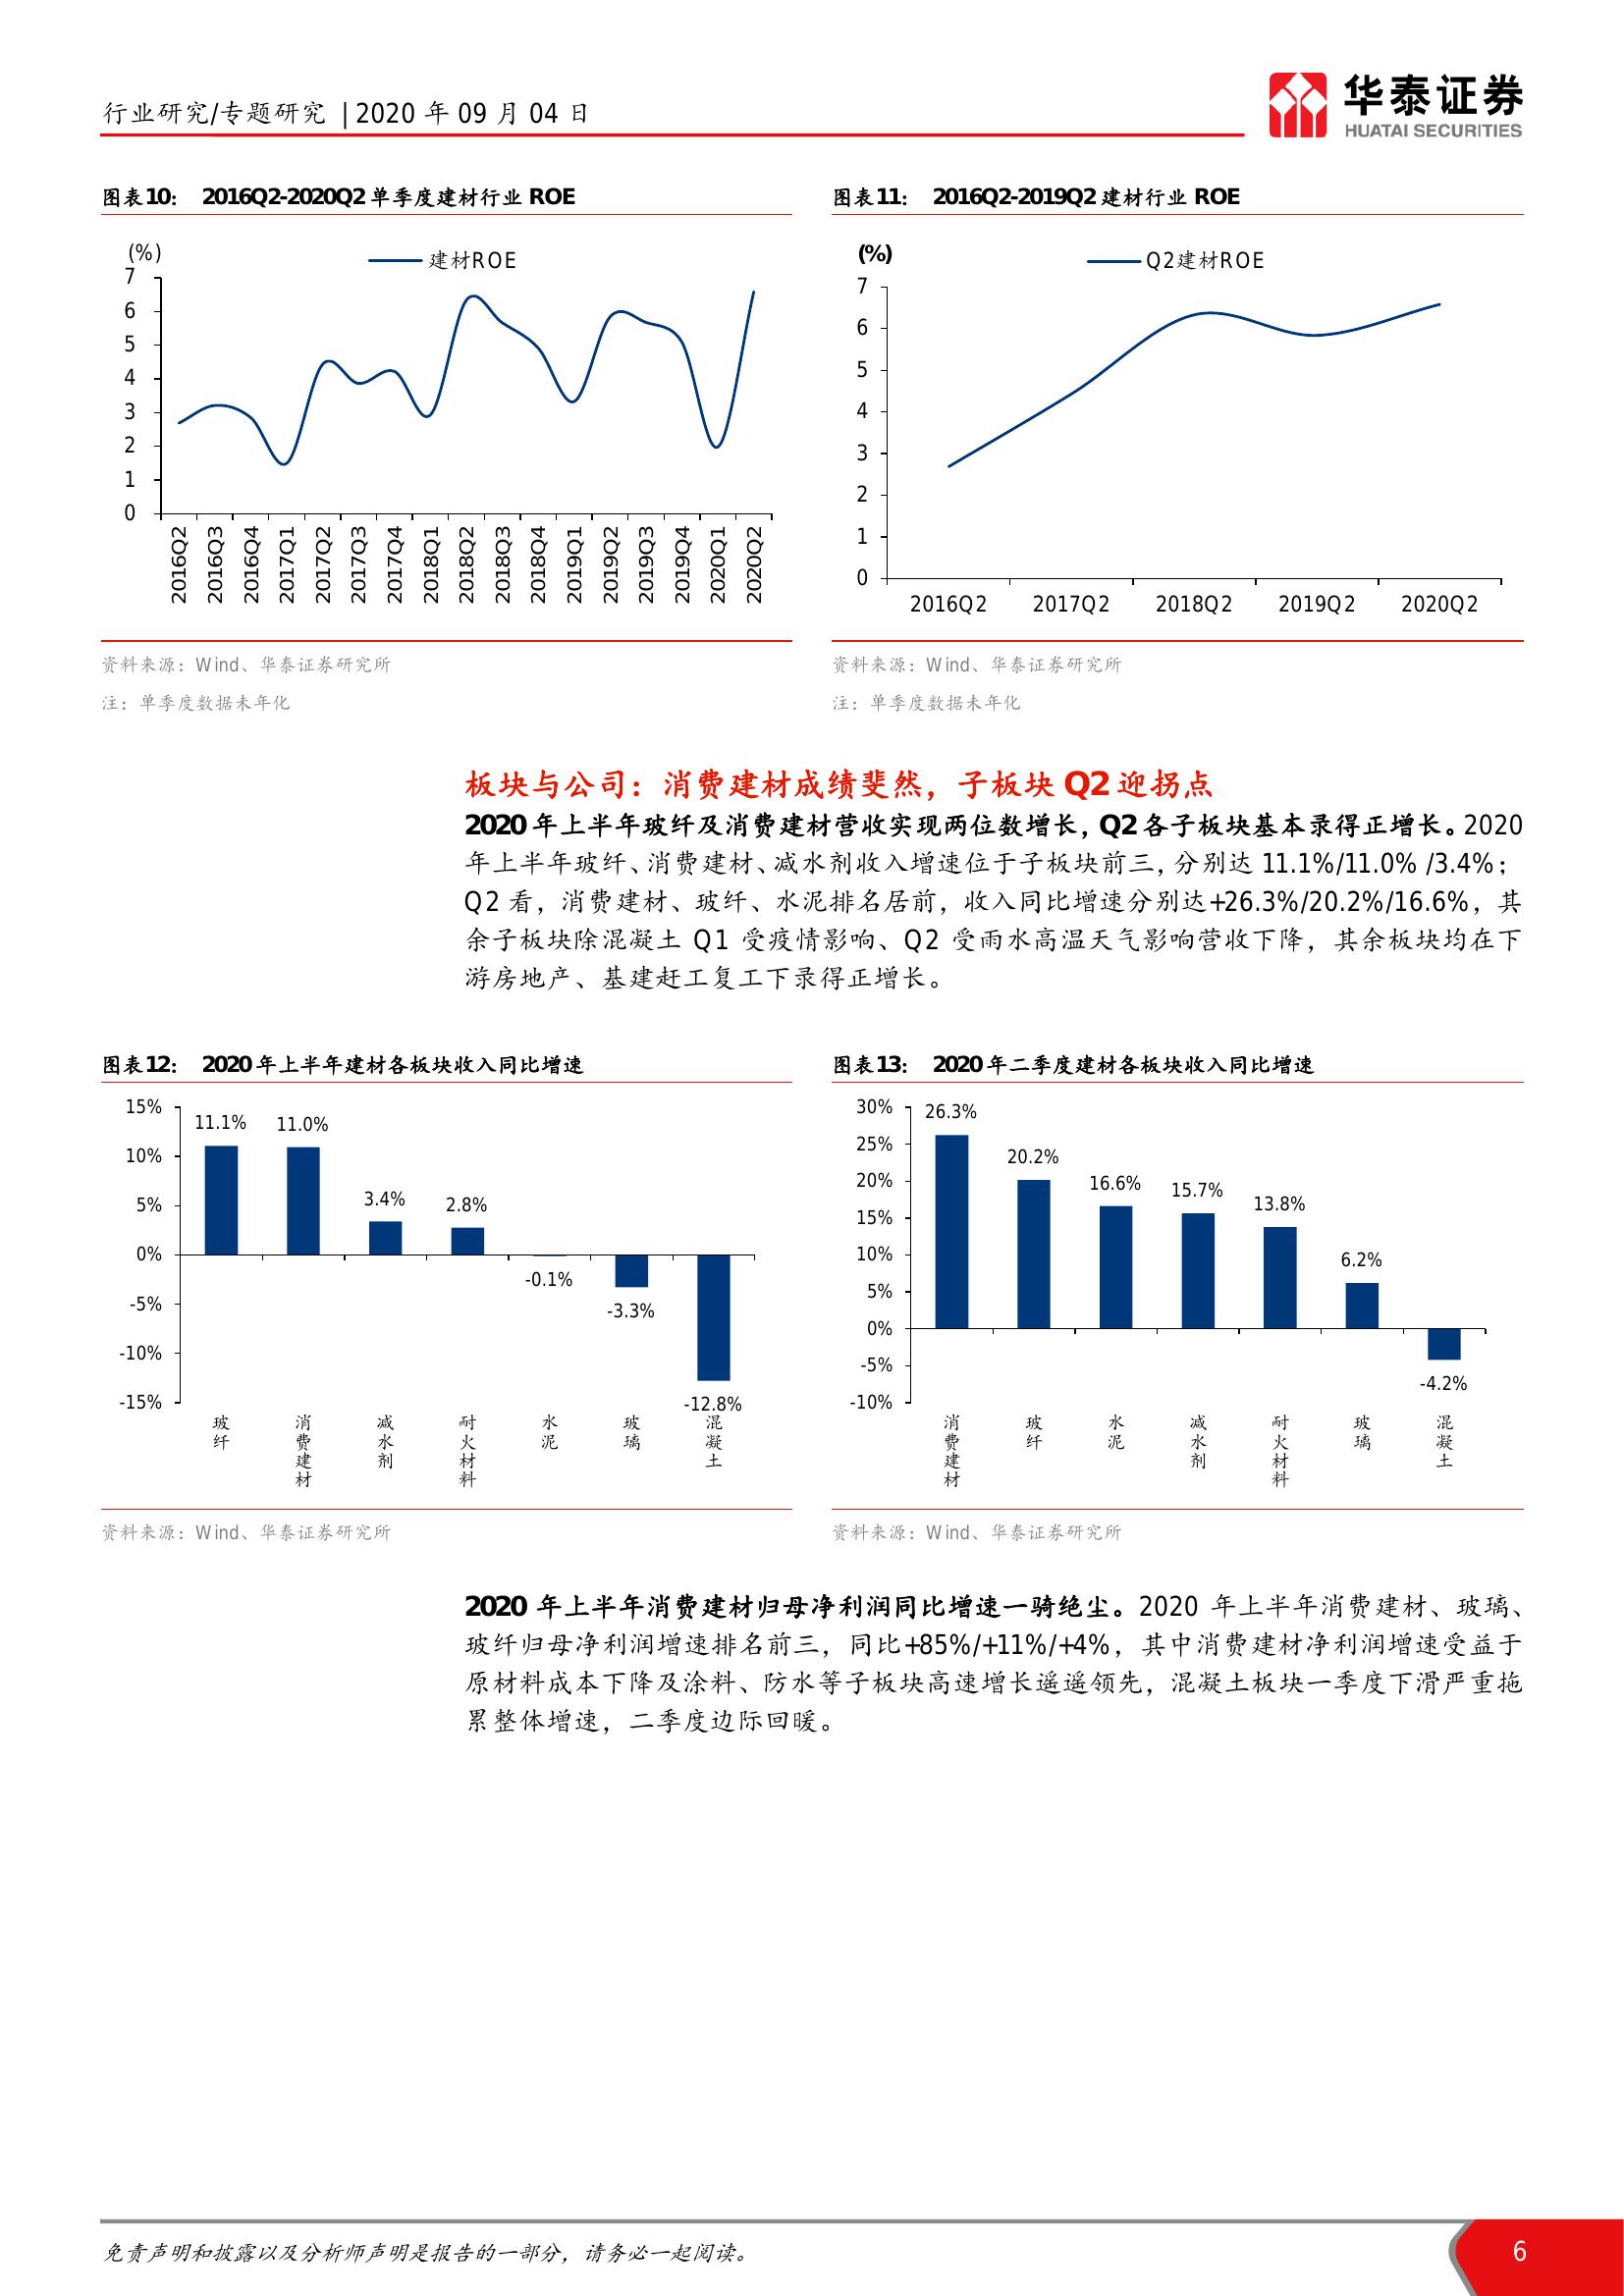 行业研究/专题研究 | 2020 年 09 月 04 日
华泰证券
HUATAI SECURITIES
图表10： 2016Q2-2020Q2 单季度建材行业 ROE
(%)
建材ROE
7
6
5
4
3
2
1
0
2016Q2
2016Q3
2016Q4
2017Q1
2017Q2
2017Q3
2017Q4
2018Q1
2018Q2
2018Q3
2018Q4
2019Q1
2019Q2
2019Q3
2019Q4
2020Q1
2020Q2
资料来源：Wind、华泰证券研究所
注：单季度数据未年化
图表11： 2016Q2-2019Q2 建材行业 ROE
(%)
Q2建材ROE
7
6
5
4
3
2
1
0
2016Q2 2017Q2 2018Q2 2019Q2 2020Q2
资料来源：Wind、华泰证券研究所
注：单季度数据未年化
板块与公司：消费建材成绩斐然，子板块 Q2 迎拐点
2020 年上半年玻纤及消费建材营收实现两位数增长，Q2 各子板块基本录得正增长。2020
年上半年玻纤、消费建材、减水剂收入增速位于子板块前三，分别达 11.1%/11.0% /3.4%；
Q2 看，消费建材、玻纤、水泥排名居前，收入同比增速分别达+26.3%/20.2%/16.6%，其
余子板块除混凝土 Q1 受疫情影响、Q2 受雨水高温天气影响营收下降，其余板块均在下
游房地产、基建赶工复工下录得正增长。
图表12： 2020 年上半年建材各板块收入同比增速
15%
10%
5%
0%
-5%
-10%
-15%
11.1%
11.0%
3.4%
2.8%
-0.1%
-3.3%
-12.8%
玻纤
消费建材
减水剂
耐火材料
水泥
玻璃
混凝土
资料来源：Wind、华泰证券研究所
图表13： 2020 年二季度建材各板块收入同比增速
30%
25%
20%
15%
10%
5%
0%
-5%
-10%
26.3%
20.2%
16.6%
15.7%
13.8%
6.2%
-4.2%
消费建材
玻纤
水泥
减水剂
耐火材料
玻璃
混凝土
资料来源：Wind、华泰证券研究所
2020 年上半年消费建材归母净利润同比增速一骑绝尘。2020 年上半年消费建材、玻璃、
玻纤归母净利润增速排名前三，同比+85%/+11%/+4%，其中消费建材净利润增速受益于
原材料成本下降及涂料、防水等子板块高速增长遥遥领先，混凝土板块一季度下滑严重拖
累整体增速，二季度边际回暖。
免责声明和披露以及分析师声明是报告的一部分，请务必一起阅读。
6